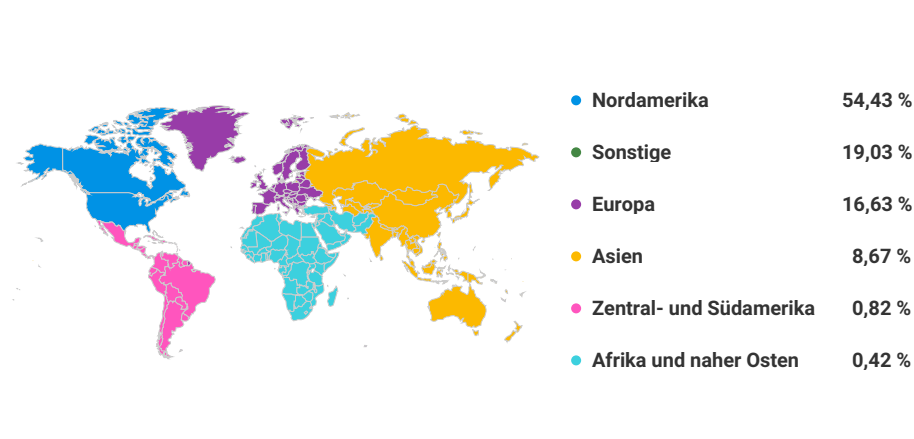 Nordamerika 54,43 %
Sonstige 19,03 %
Europa 16,63 %
Asien 8,67 %
Zentral- und Südamerika 0,82 %
Afrika und naher Osten 0,42 %